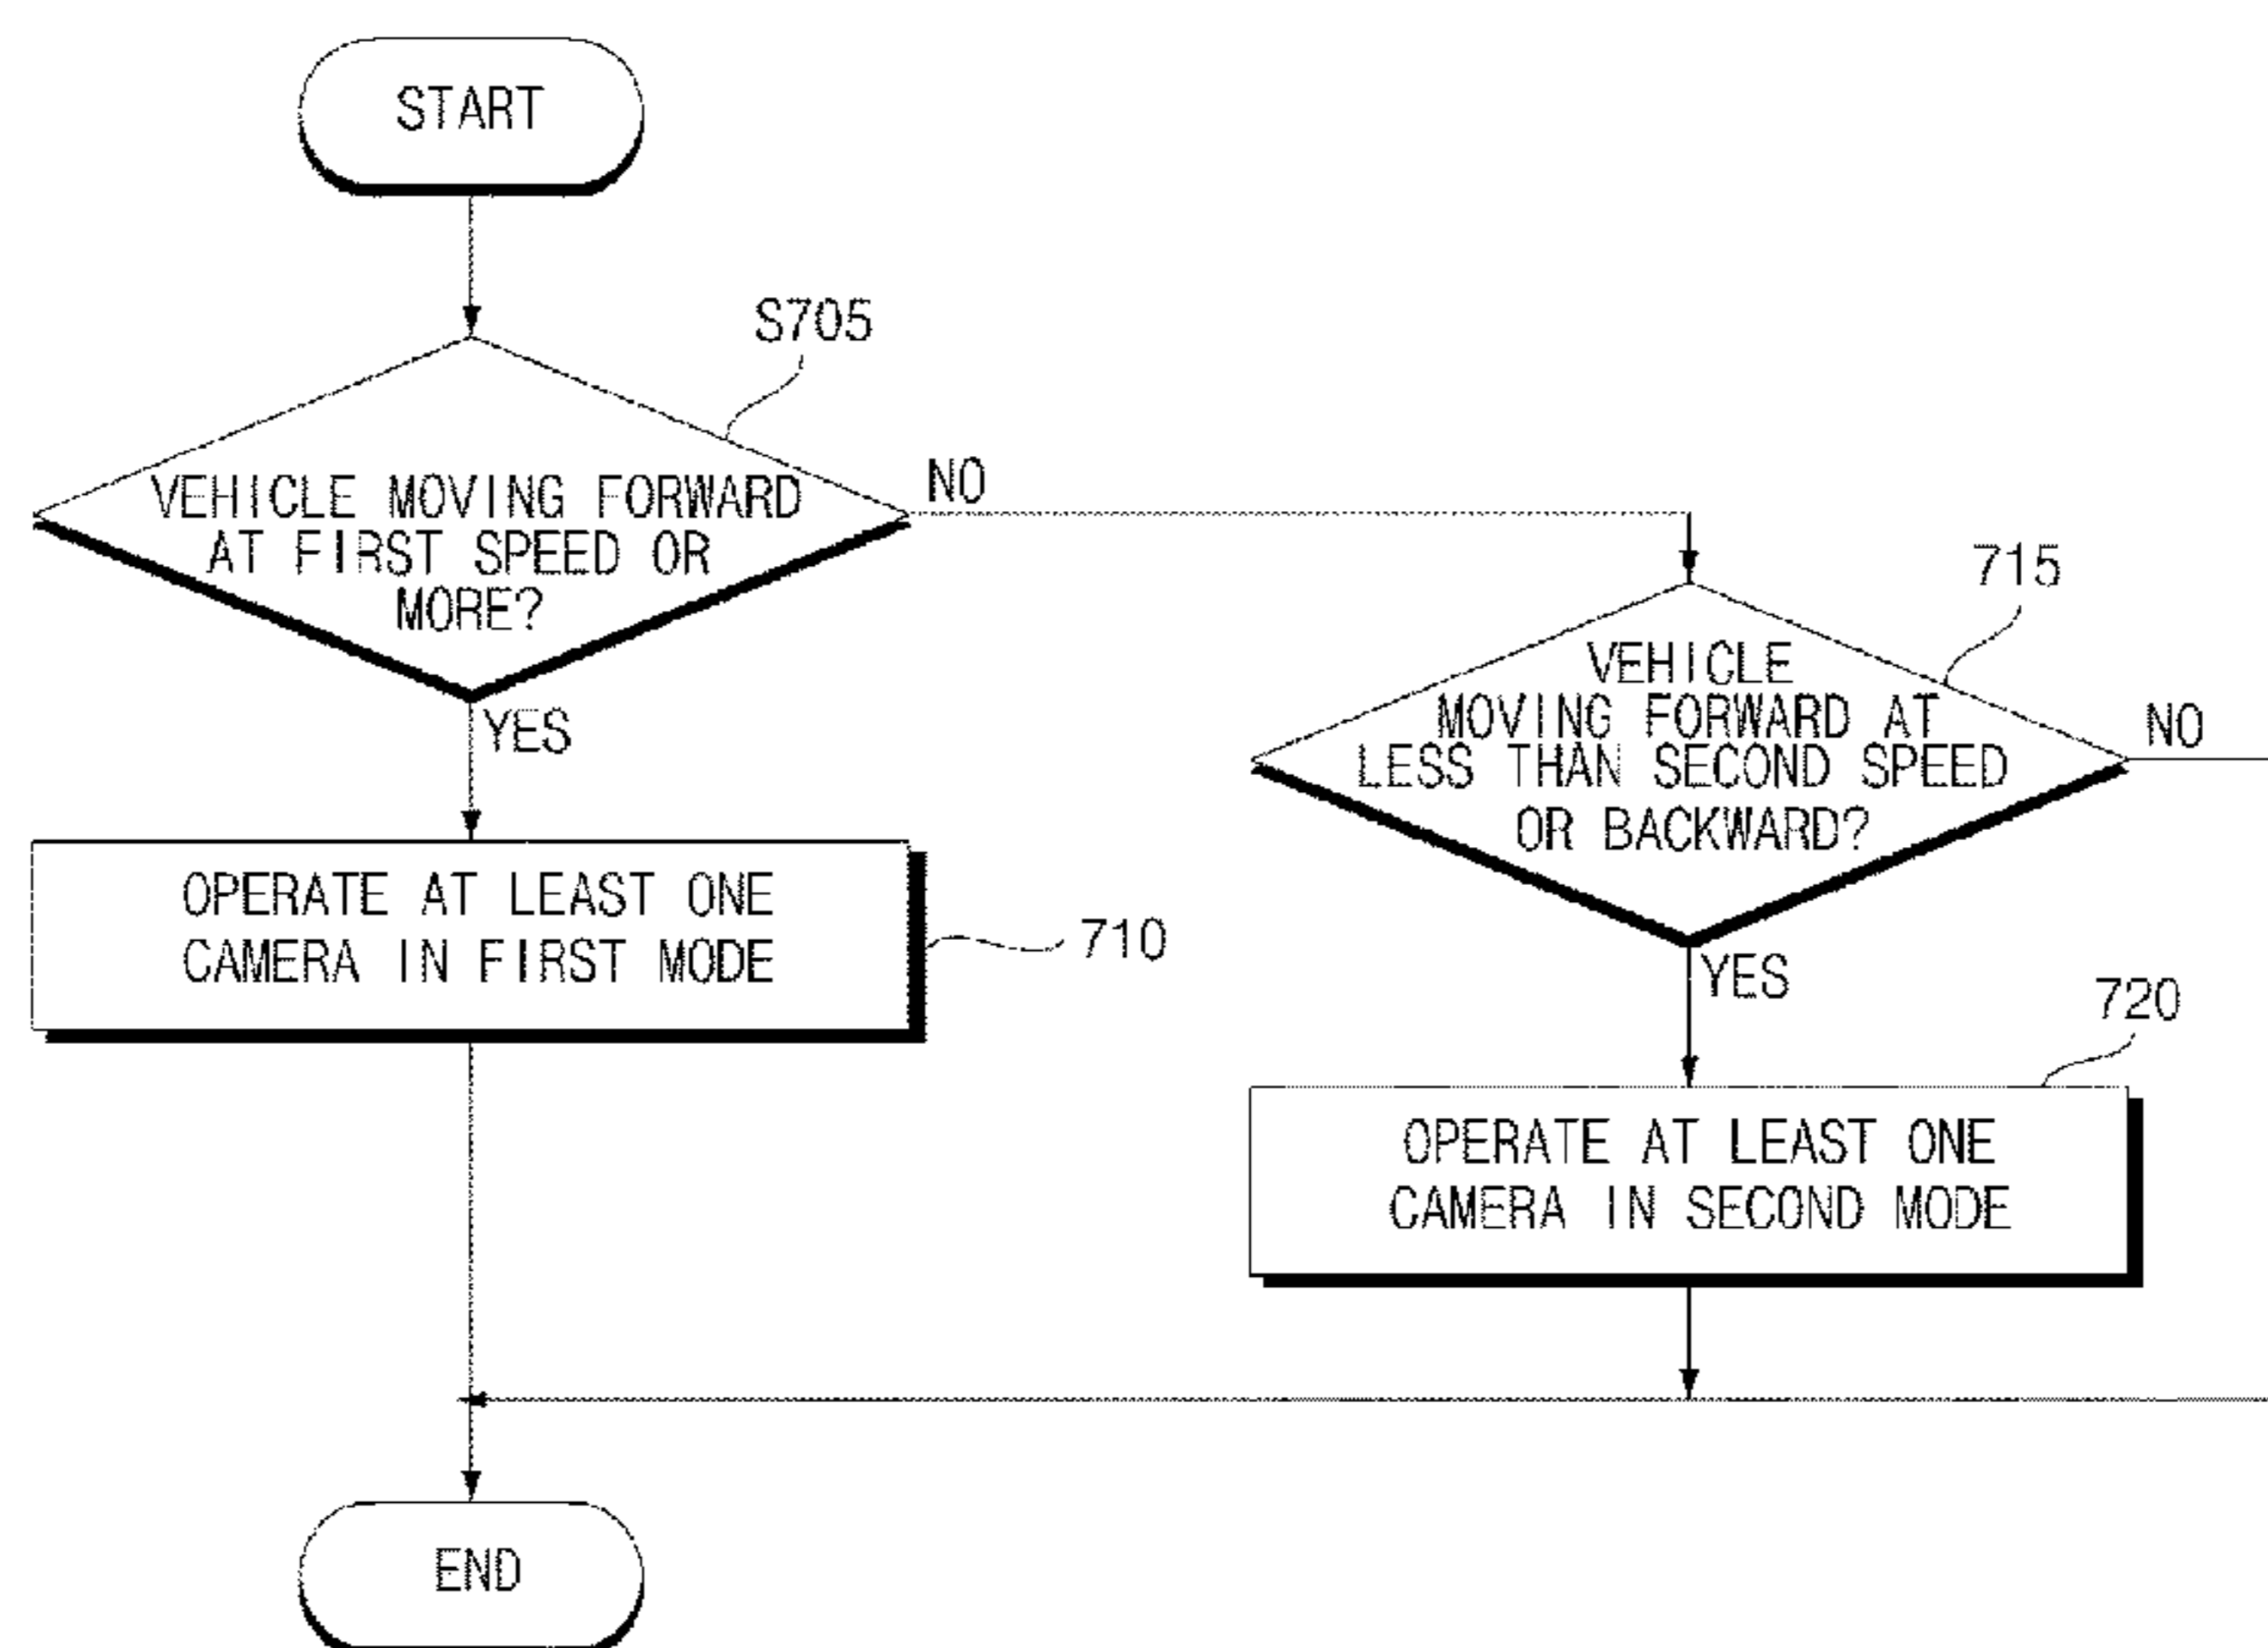 START
S705
VEHICLE MOVING FORWARD
AT FIRST SPEED OR
MORE?
NO
YES
715
VEHICLE
MOVING FORWARD AT
LESS THAN SECOND SPEED
OR BACKWARD?
NO
YES
OPERATE AT LEAST ONE
CAMERA IN FIRST MODE
710
720
OPERATE AT LEAST ONE
CAMERA IN SECOND MODE
END